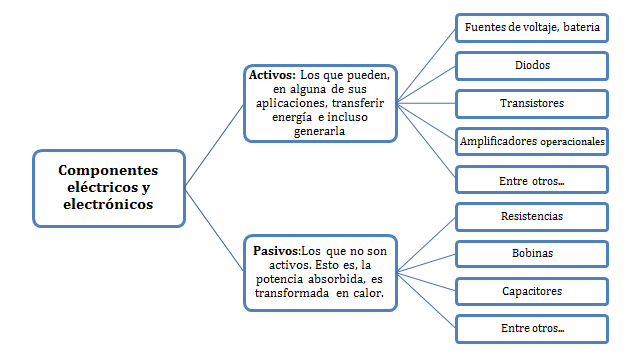 Componentes
eléctricos y
electrónicos
Activos: Los que pueden,
en alguna de sus
aplicaciones, transferir
energía e incluso
generarla
Fuentes de voltaje, bateria
Diodos
Transistores
Amplificadores operacionales
Entre otros...
Pasivos:Los que no son
activos. Esto es, la
potencia absorbida, es
transformada en calor.
Resistencias
Bobinas
Capacitores
Entre otros...